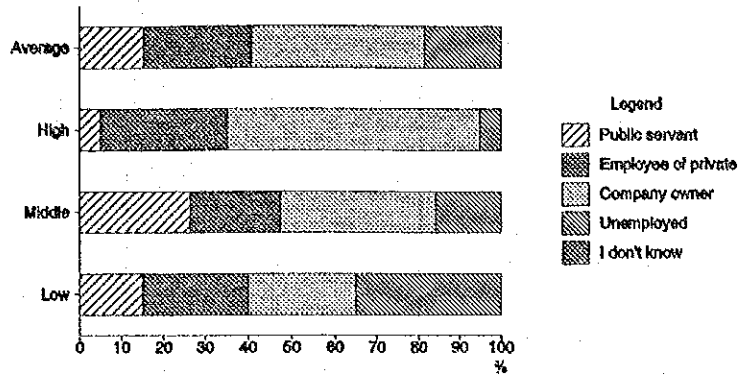 Average
High
Middle
Low
0 10 20 30 40 50 60 70 80 90 100
%
Legend
Public servant
Employee of private
Company owner
Unemployed
I don't know